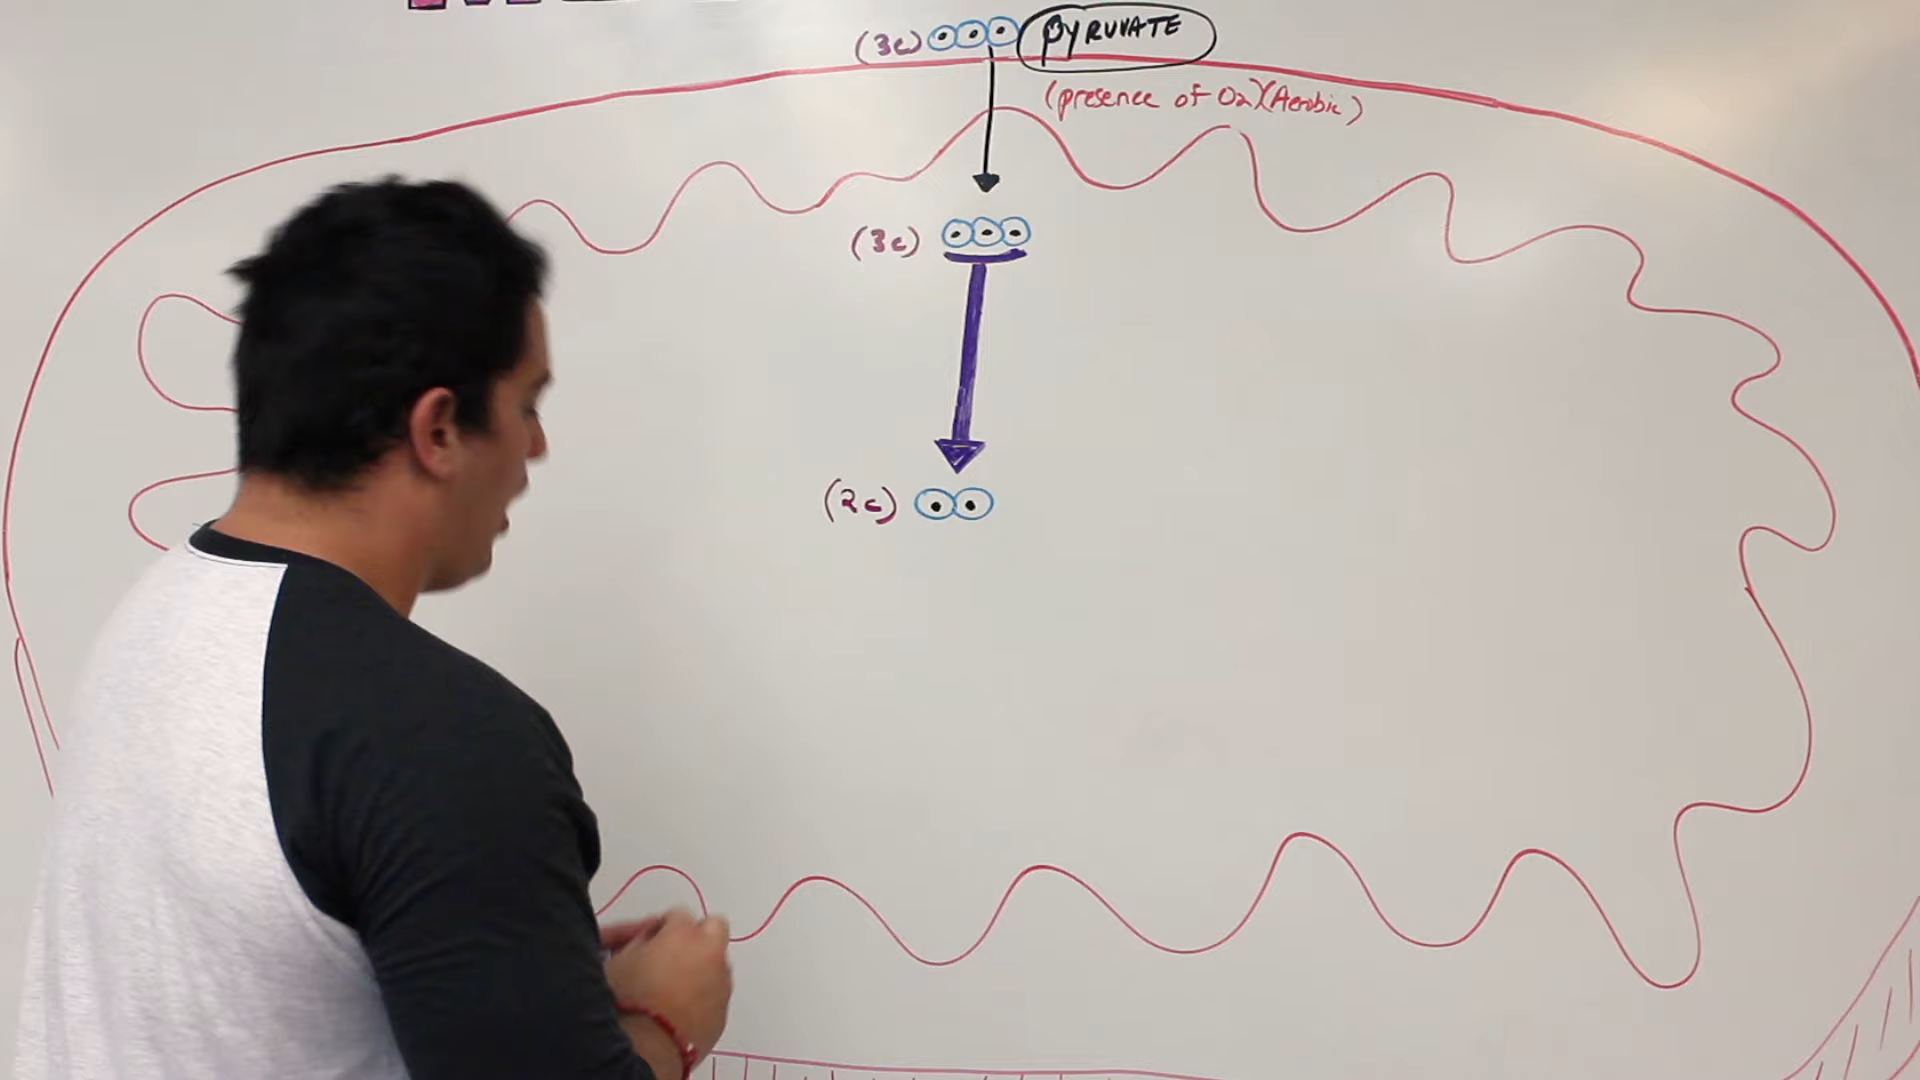 (3c) PYRUVATE
(presence of O2)(Aerobic)
(3c)
(2c)